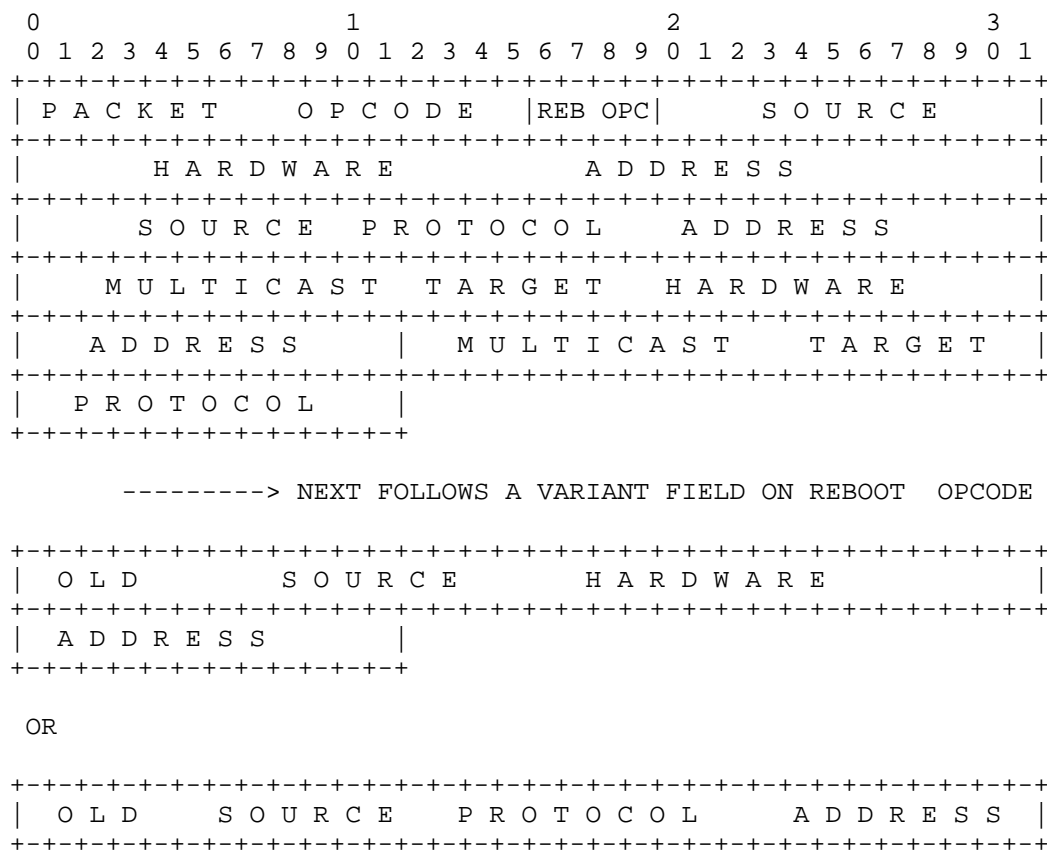 0                   1                   2                   3
 0 1 2 3 4 5 6 7 8 9 0 1 2 3 4 5 6 7 8 9 0 1 2 3 4 5 6 7 8 9 0 1
+-+-+-+-+-+-+-+-+-+-+-+-+-+-+-+-+-+-+-+-+-+-+-+-+-+-+-+-+-+-+-+-+
| P A C K E T     O P C O D E   |REB OPC|      S O U R C E      |
+-+-+-+-+-+-+-+-+-+-+-+-+-+-+-+-+-+-+-+-+-+-+-+-+-+-+-+-+-+-+-+-+
|        H A R D W A R E            A D D R E S S               |
+-+-+-+-+-+-+-+-+-+-+-+-+-+-+-+-+-+-+-+-+-+-+-+-+-+-+-+-+-+-+-+-+
|       S O U R C E  P R O T O C O L     A D D R E S S         |
+-+-+-+-+-+-+-+-+-+-+-+-+-+-+-+-+-+-+-+-+-+-+-+-+-+-+-+-+-+-+-+-+
|     M U L T I C A S T  T A R G E T   H A R D W A R E        |
+-+-+-+-+-+-+-+-+-+-+-+-+-+-+-+-+-+-+-+-+-+-+-+-+-+-+-+-+-+-+-+-+
|    A D D R E S S      |   M U L T I C A S T     T A R G E T   |
+-+-+-+-+-+-+-+-+-+-+-+-+-+-+-+-+-+-+-+-+-+-+-+-+-+-+-+-+-+-+-+-+
|   P R O T O C O L     |
+-+-+-+-+-+-+-+-+-+-+-+-+
---------> NEXT FOLLOWS A VARIANT FIELD ON REBOOT  OPCODE
+-+-+-+-+-+-+-+-+-+-+-+-+-+-+-+-+-+-+-+-+-+-+-+-+-+-+-+-+-+-+-+-+
|  O L D         S O U R C E        H A R D W A R E             |
+-+-+-+-+-+-+-+-+-+-+-+-+-+-+-+-+-+-+-+-+-+-+-+-+-+-+-+-+-+-+-+-+
|  A D D R E S S        |
+-+-+-+-+-+-+-+-+-+-+-+-+
OR
+-+-+-+-+-+-+-+-+-+-+-+-+-+-+-+-+-+-+-+-+-+-+-+-+-+-+-+-+-+-+-+-+
|  O L D     S O U R C E    P R O T O C O L      A D D R E S S |
+-+-+-+-+-+-+-+-+-+-+-+-+-+-+-+-+-+-+-+-+-+-+-+-+-+-+-+-+-+-+-+-+